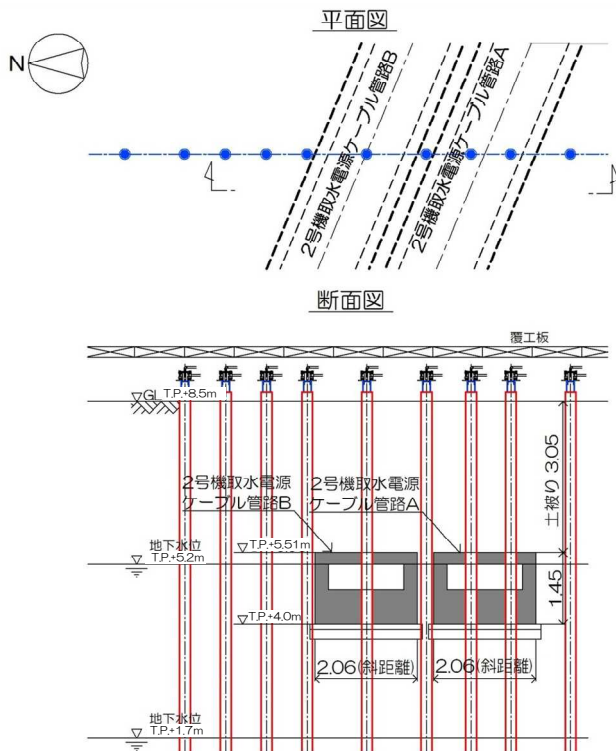 平面図
N
2号機取水電源ケーブル管路B
2号機取水電源ケーブル管路A
断面図
覆工板
GL T.P.+8.5m
2号機取水電源
ケーブル管路B
2号機取水電源
ケーブル管路A
土被り 3.05
地下水位
T.P.+5.2m
T.P.+5.51m
1.45
T.P.+4.0m
2.06(斜距離)
2.06(斜距離)
地下水位
T.P.+1.7m